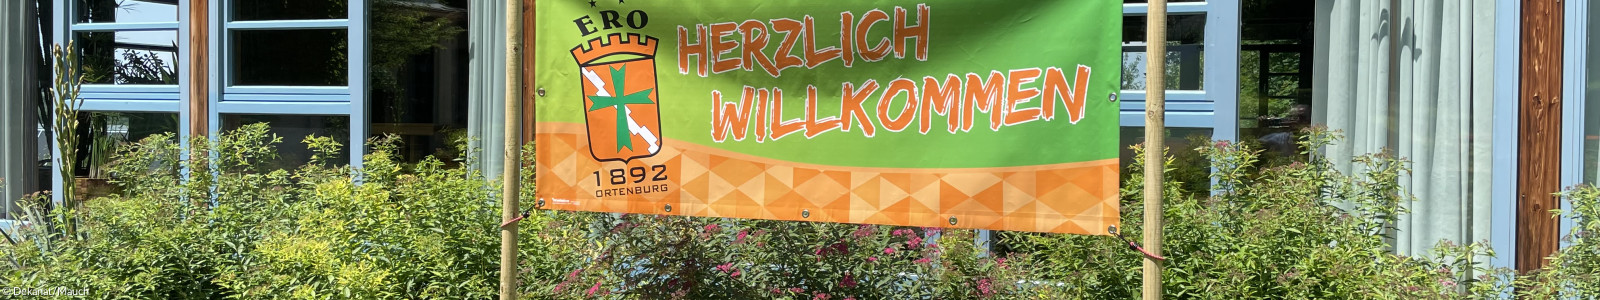 ERO
1892
ORTENBURG
HERZLICH
WILLKOMMEN
© Dekanat/Mauch